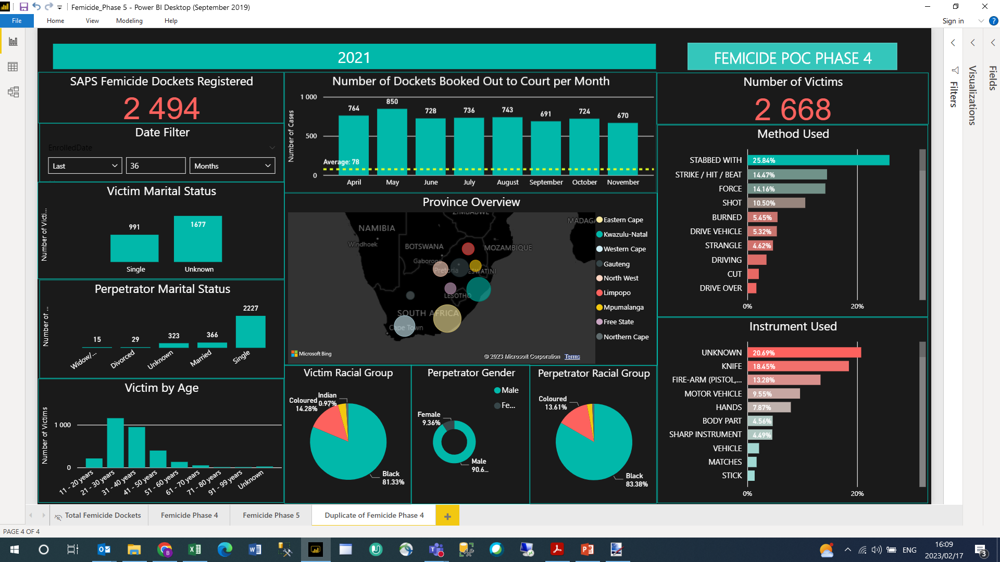 Femicide_Phase 5 - Power BI Desktop (September 2019)
File Home View Modeling Help Sign in
2021
FEMICIDE POC PHASE 4
SAPS Femicide Dockets Registered
2 494
Date Filter
EnrolledDate
Last 36 Months
Victim Marital Status
Number of Victi...
991
1677
Single
Unknown
Perpetrator Marital Status
Number of ...
15
29
323
366
2227
Widow/...
Divorced
Unknown
Married
Single
Victim by Age
Number of Victims
1 000
0
11 - 20 years
21 - 30 years
31 - 40 years
41 - 50 years
51 - 60 years
61 - 70 years
71 - 80 years
91 - 99 years
Unknown
Number of Dockets Booked Out to Court per Month
Number of Cases
1 000
500
0
764
850
728
736
743
691
724
670
Average: 78
April
May
June
July
August
September
October
November
Province Overview
NAMIBIA
Windhoek
BOTSWANA
Gaborone
ZIMBABWE
MOZAMBIQUE
MADAGA
Pretoria
ESWATINI
LESOTHO
SOUTH AFRICA
Cape Town
Microsoft Bing
© 2023 Microsoft Corporation Terms
Eastern Cape
Kwazulu-Natal
Western Cape
Gauteng
North West
Limpopo
Mpumalanga
Free State
Northern Cape
Victim Racial Group
Indian
0.97%
Coloured
14.28%
Black
81.33%
Perpetrator Gender
Male
Fe...
Female
9.36%
Male
90.6...
Perpetrator Racial Group
Coloured
13.61%
Black
83.38%
Number of Victims
2 668
Method Used
STABBED WITH 25.84%
STRIKE / HIT / BEAT 14.47%
FORCE 14.16%
SHOT 10.50%
BURNED 5.45%
DRIVE VEHICLE 5.32%
STRANGLE 4.62%
DRIVING
CUT
DRIVE OVER
0% 20%
Instrument Used
UNKNOWN 20.69%
KNIFE 18.45%
FIRE-ARM (PISTOL,... 13.28%
MOTOR VEHICLE 9.55%
HANDS 7.87%
BODY PART 4.56%
SHARP INSTRUMENT 4.49%
VEHICLE
MATCHES
STICK
0% 20%
Filters
Visualizations
Fields
Total Femicide Dockets
Femicide Phase 4
Femicide Phase 5
Duplicate of Femicide Phase 4
PAGE 4 OF 4
ENG
16:09
2023/02/17
3